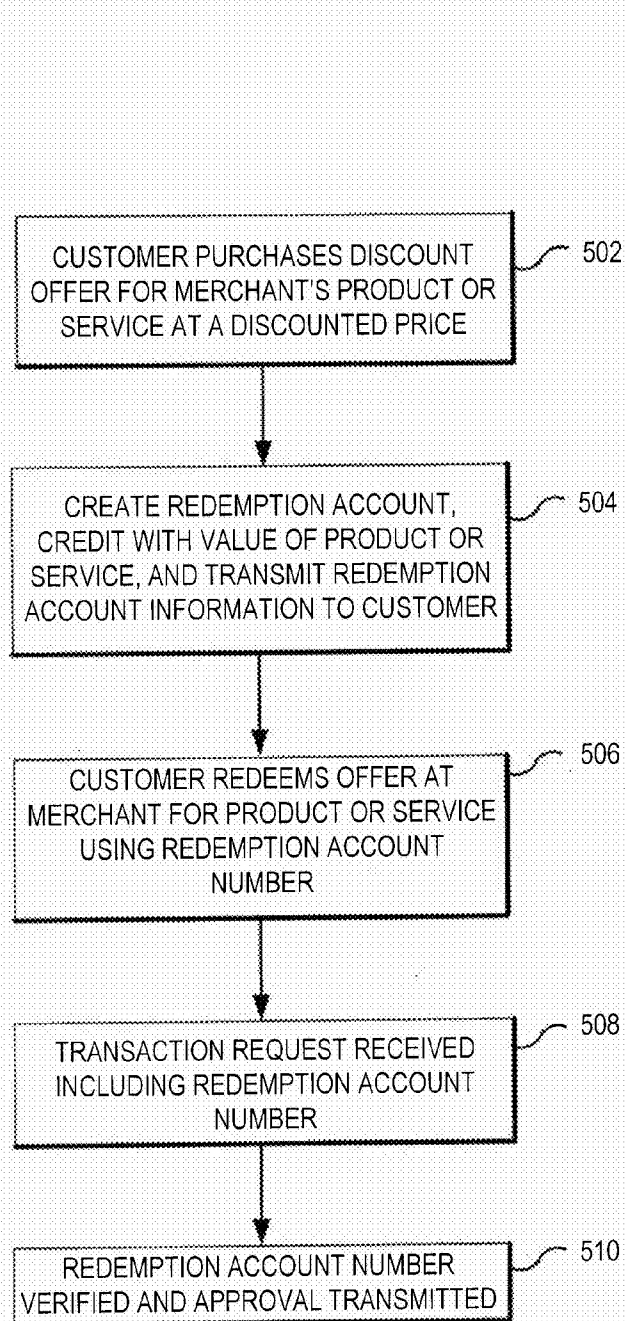 CUSTOMER PURCHASES DISCOUNT
OFFER FOR MERCHANT'S PRODUCT OR
SERVICE AT A DISCOUNTED PRICE
502
CREATE REDEMPTION ACCOUNT,
CREDIT WITH VALUE OF PRODUCT OR
SERVICE, AND TRANSMIT REDEMPTION
ACCOUNT INFORMATION TO CUSTOMER
504
CUSTOMER REDEEMS OFFER AT
MERCHANT FOR PRODUCT OR SERVICE
USING REDEMPTION ACCOUNT
NUMBER
506
TRANSACTION REQUEST RECEIVED
INCLUDING REDEMPTION ACCOUNT
NUMBER
508
REDEMPTION ACCOUNT NUMBER
VERIFIED AND APPROVAL TRANSMITTED
510